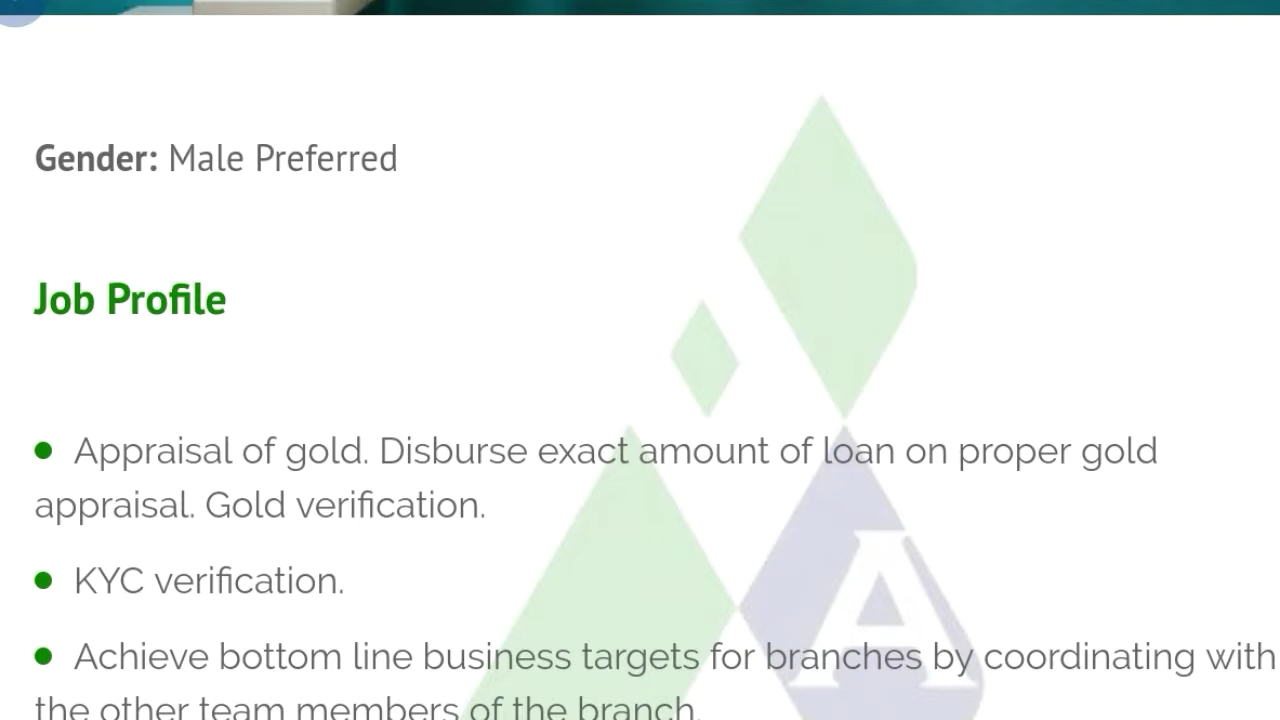 Gender: Male Preferred
Job Profile
● Appraisal of gold. Disburse exact amount of loan on proper gold
appraisal. Gold verification.
● KYC verification.
● Achieve bottom line business targets for branches by coordinating with
the other team members of the branch.
A